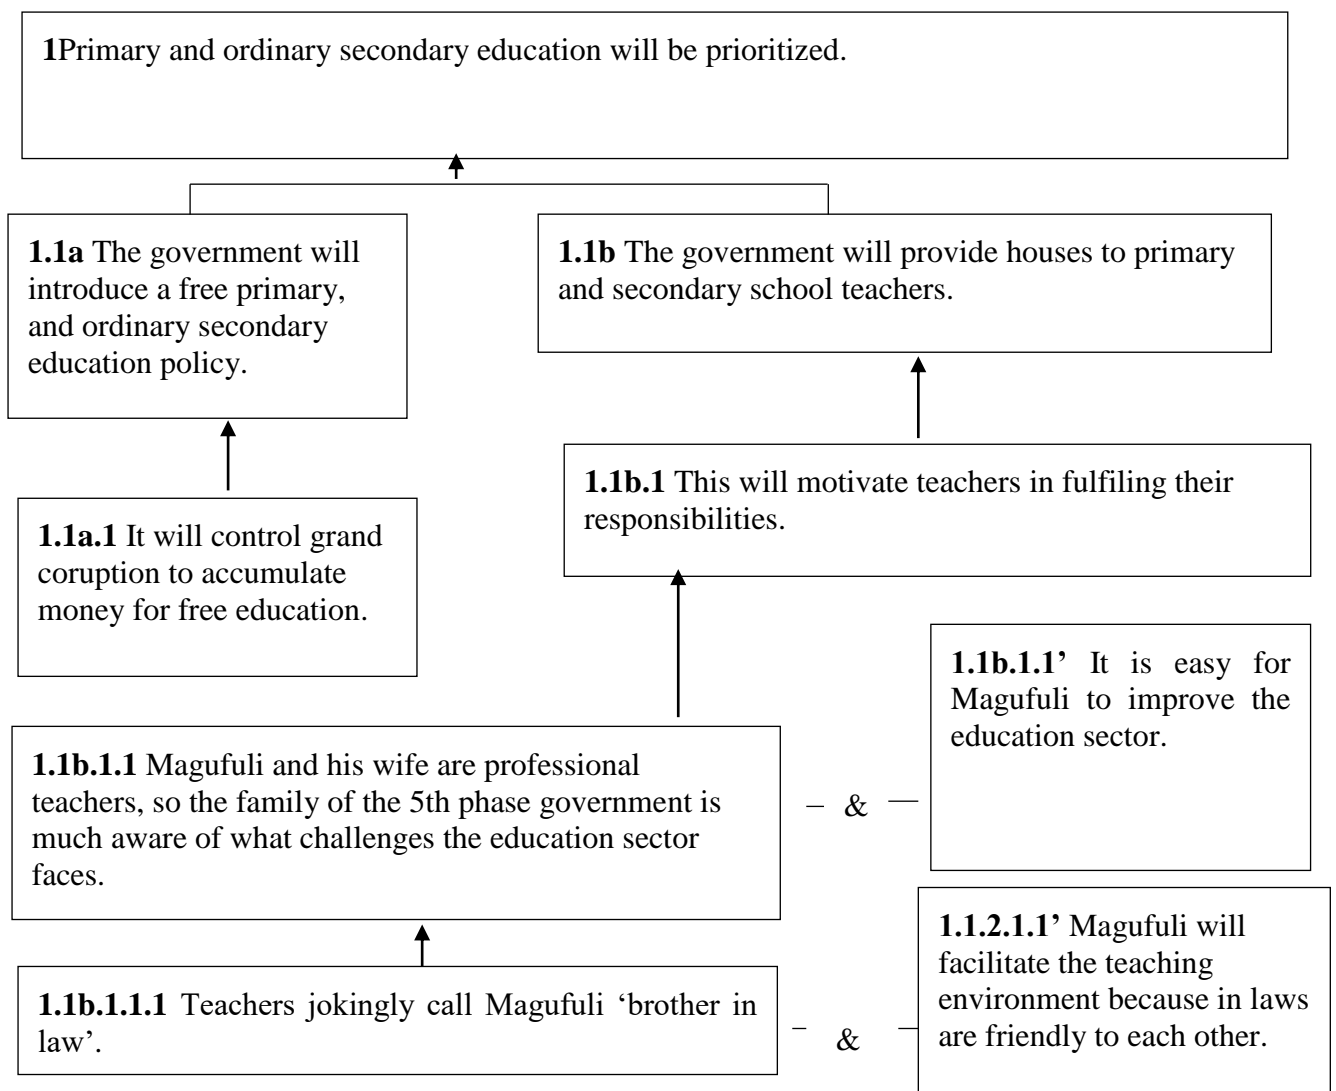 1Primary and ordinary secondary education will be prioritized.
1.1a The government will
introduce a free primary,
and ordinary secondary
education policy.
1.1b The government will provide houses to primary
and secondary school teachers.
1.1a.1 It will control grand
coruption to accumulate
money for free education.
1.1b.1 This will motivate teachers in fulfiling their
responsibilities.
1.1b.1.1 Magufuli and his wife are professional
teachers, so the family of the 5th phase government is
much aware of what challenges the education sector
faces.
– & —
1.1b.1.1’ It is easy for
Magufuli to improve the
education sector.
1.1b.1.1.1 Teachers jokingly call Magufuli ‘brother in
law’.
– & –
1.1.2.1.1’ Magufuli will
facilitate the teaching
environment because in laws
are friendly to each other.